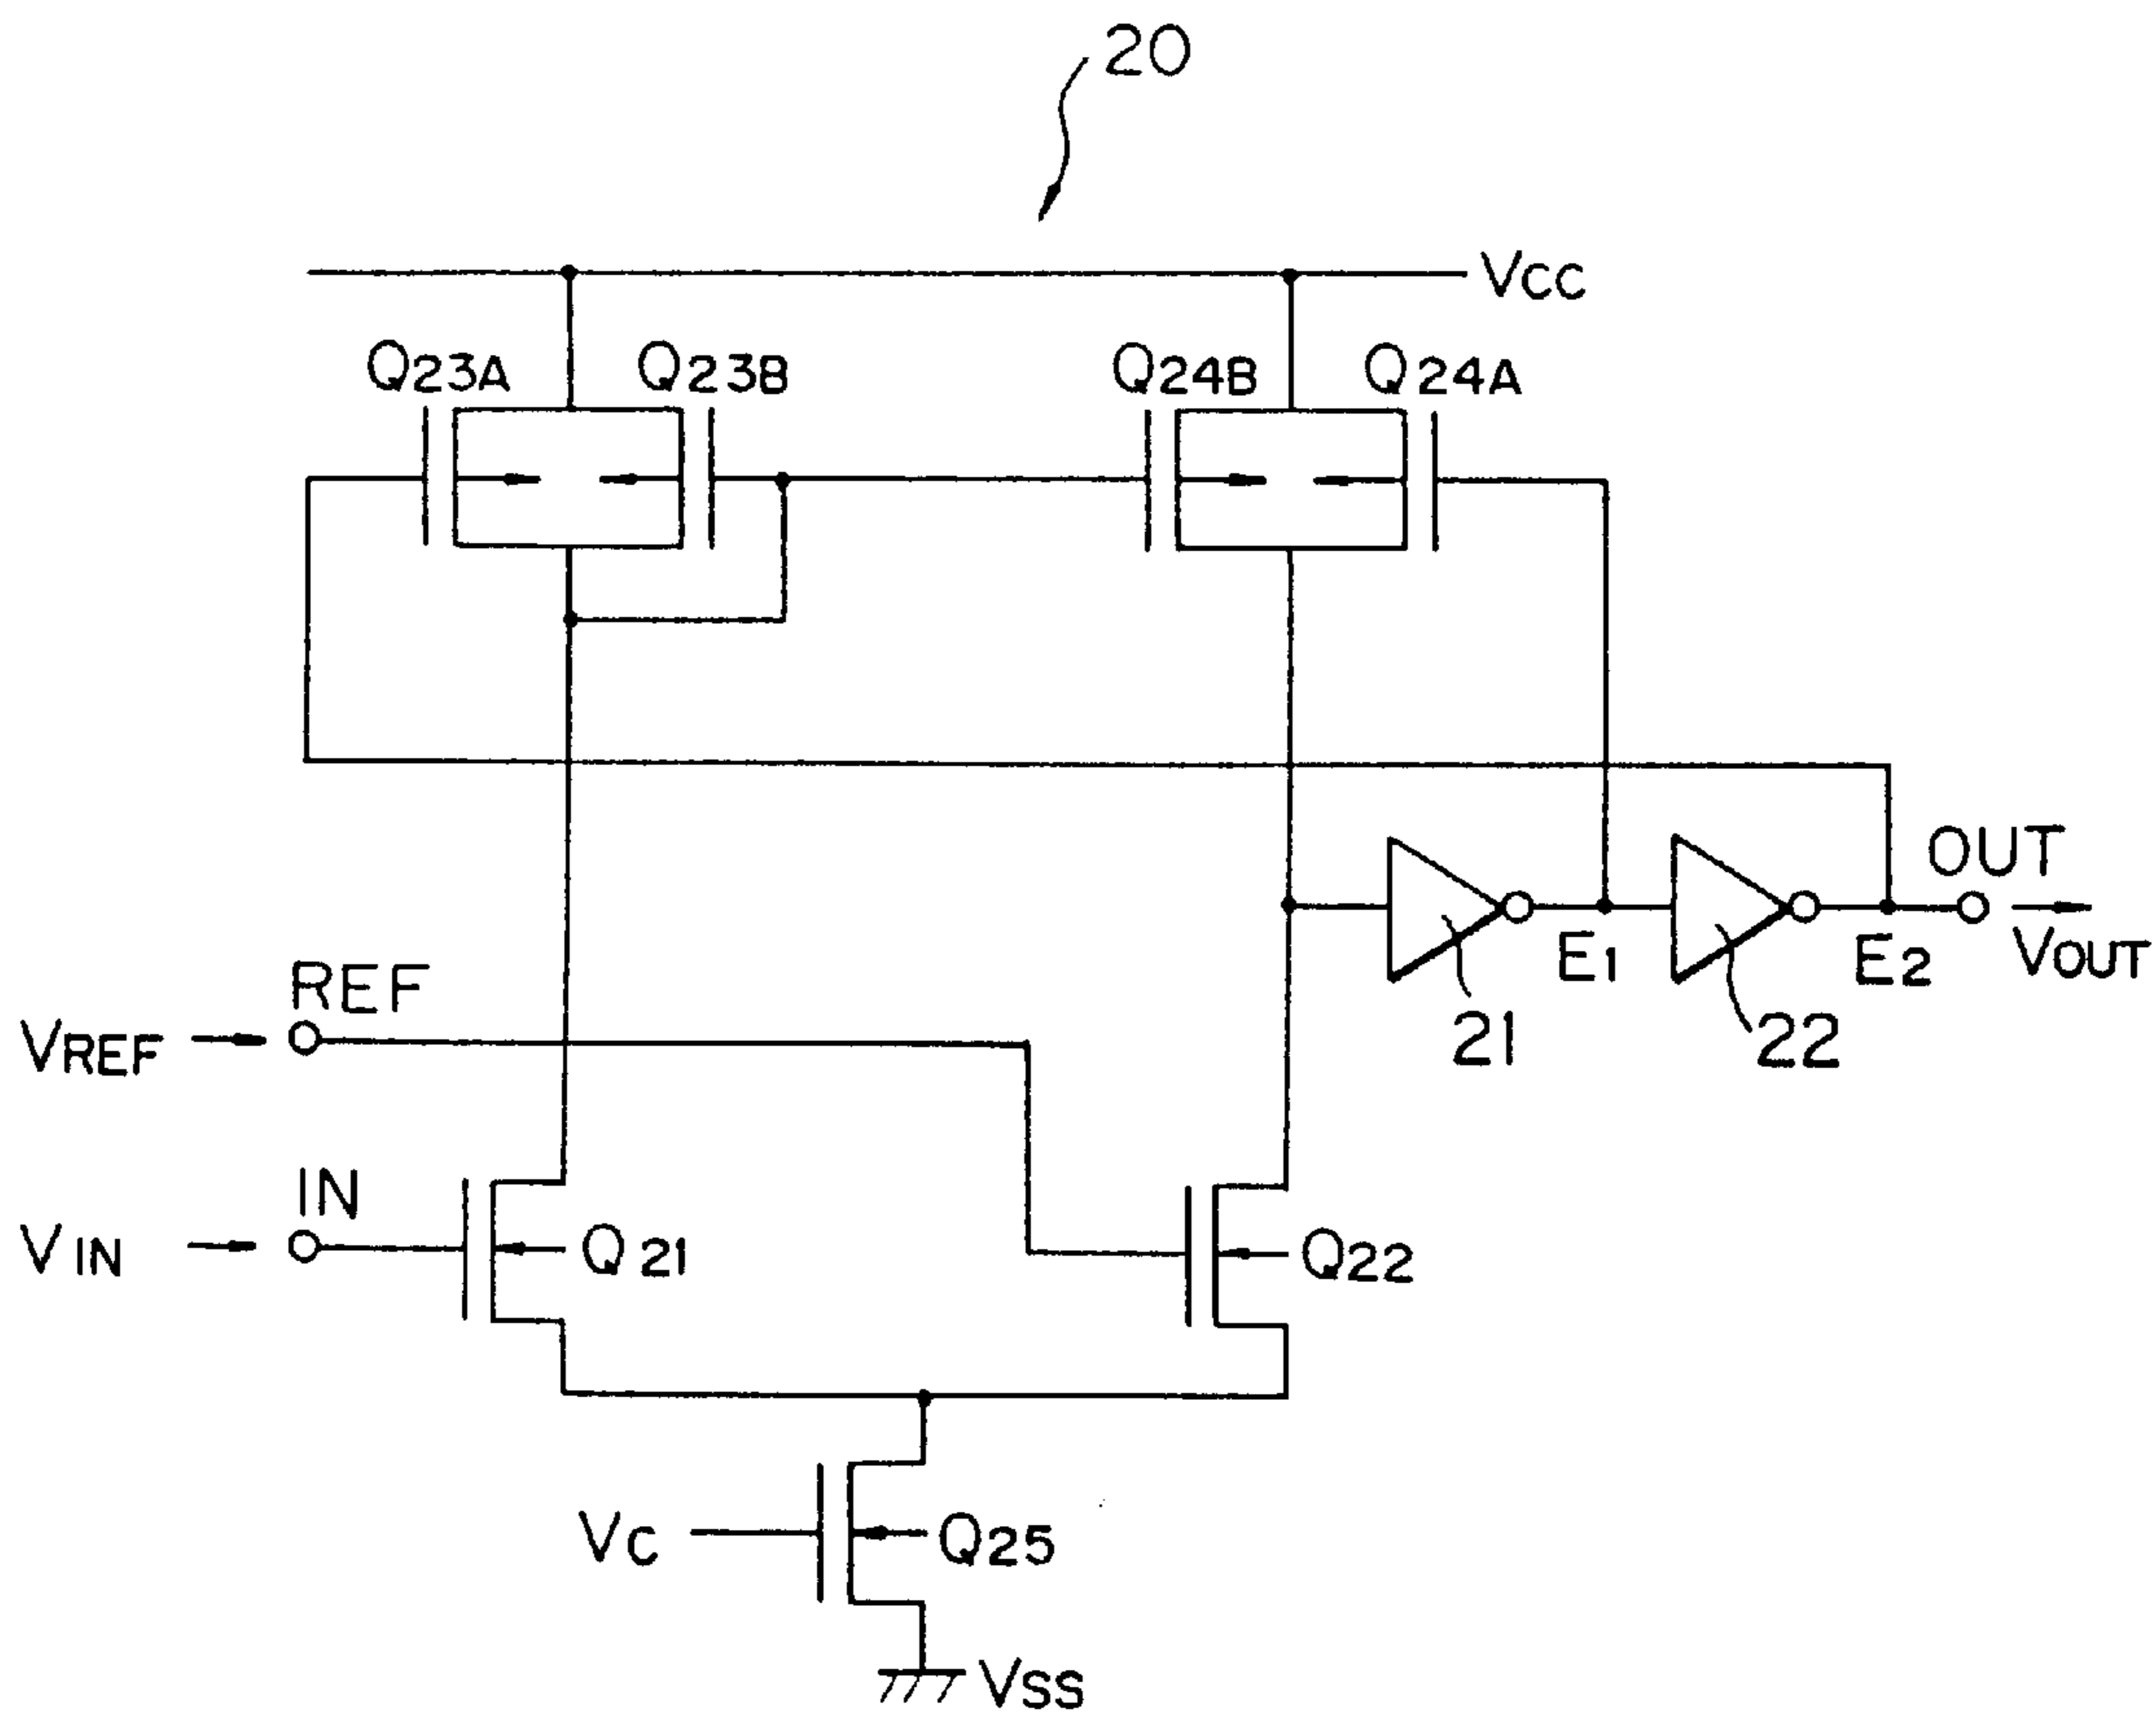 20
VCC
Q23A
Q23B
Q24B
Q24A
OUT
E1
E2
VOUT
REF
VREF
21
22
IN
VIN
Q21
Q22
VC
Q25
VSS